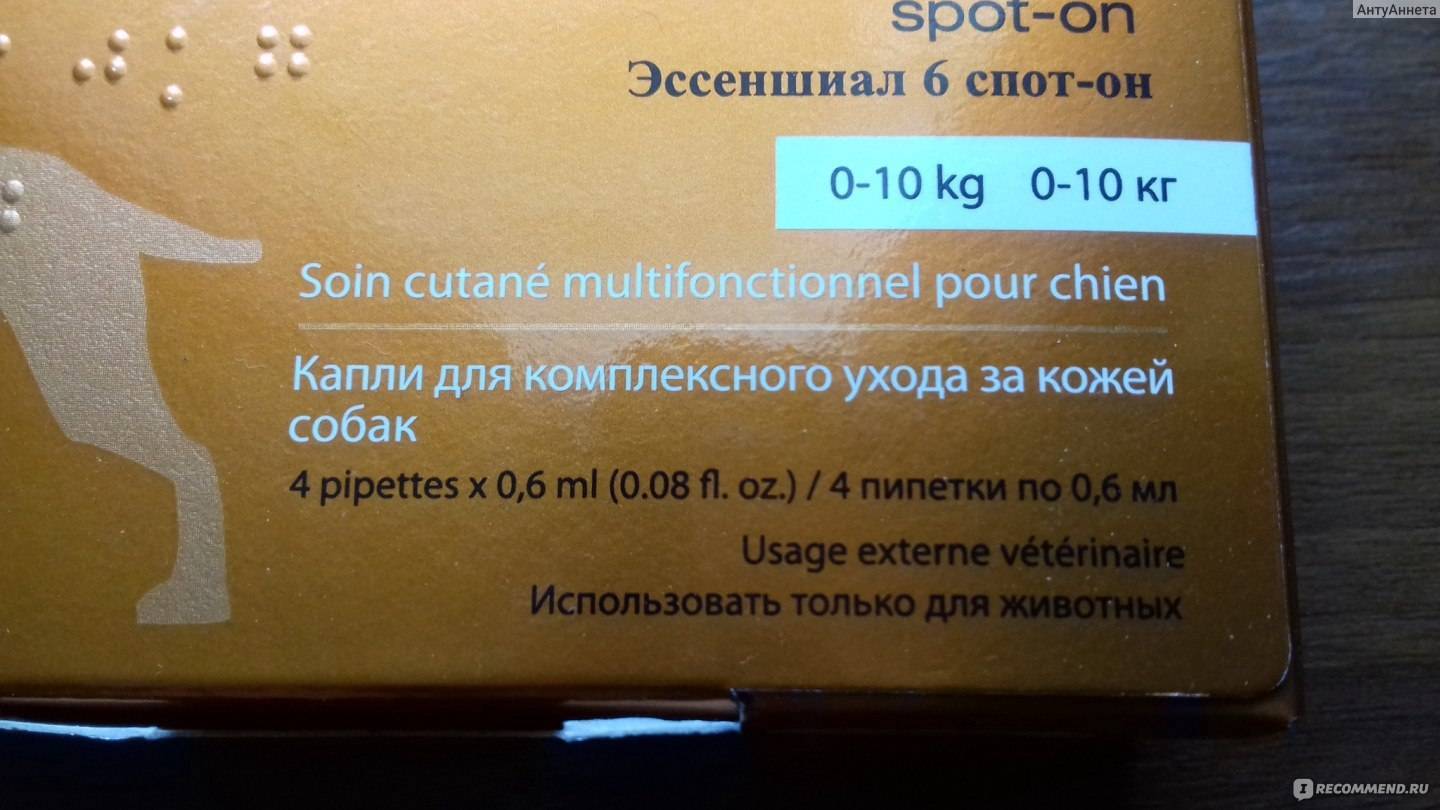 АнтуАннета
spot-on
Эссеншиал 6 спот-он
0-10 kg 0-10 кг
Soin cutané multifonctionnel pour chien
Капли для комплексного ухода за кожей
собак
4 pipettes x 0,6 ml (0.08 fl. oz.) / 4 пипетки по 0,6 мл
Usage externe vétérinaire
Использовать только для животных
IRECOMMEND.RU